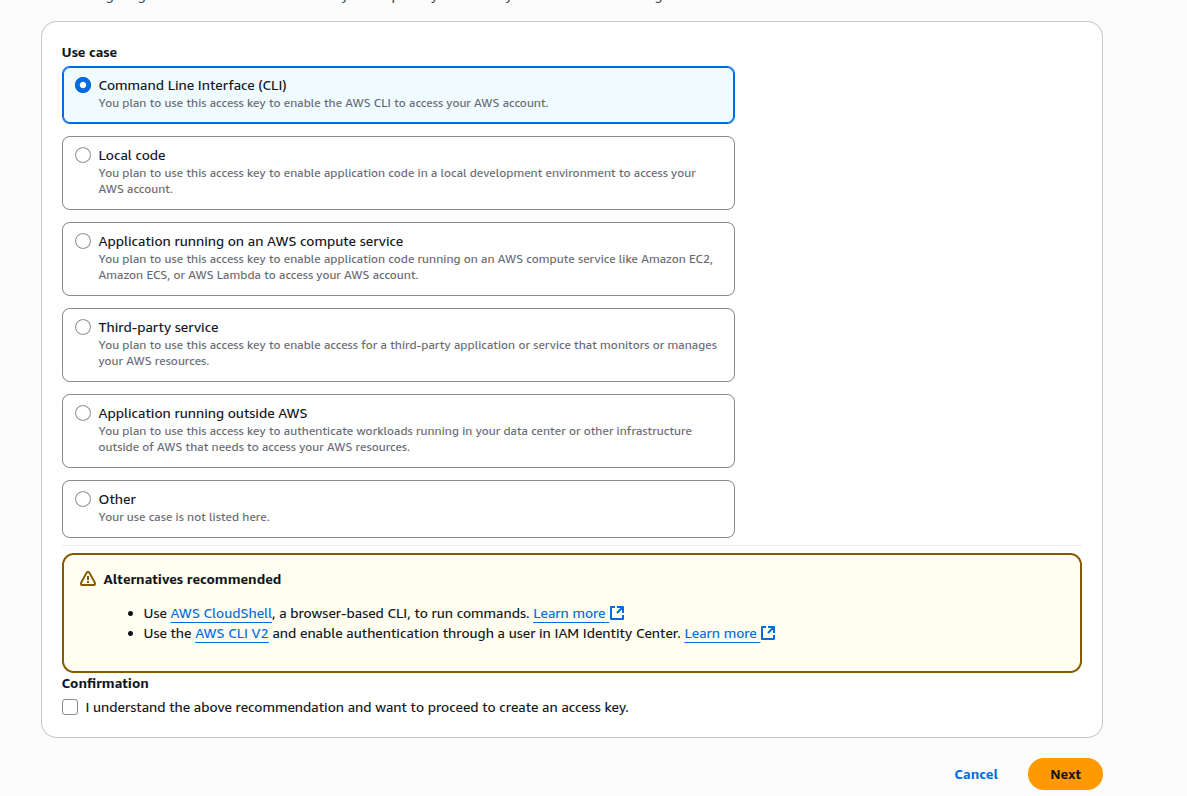 Use case
Command Line Interface (CLI)
You plan to use this access key to enable the AWS CLI to access your AWS account.
Local code
You plan to use this access key to enable application code in a local development environment to access your
AWS account.
Application running on an AWS compute service
You plan to use this access key to enable application code running on an AWS compute service like Amazon EC2,
Amazon ECS, or AWS Lambda to access your AWS account.
Third-party service
You plan to use this access key to enable access for a third-party application or service that monitors or manages
your AWS resources.
Application running outside AWS
You plan to use this access key to authenticate workloads running in your data center or other infrastructure
outside of AWS that needs to access your AWS resources.
Other
Your use case is not listed here.
Alternatives recommended
• Use AWS CloudShell, a browser-based CLI, to run commands. Learn more
• Use the AWS CLI V2 and enable authentication through a user in IAM Identity Center. Learn more
Confirmation
I understand the above recommendation and want to proceed to create an access key.
Cancel Next